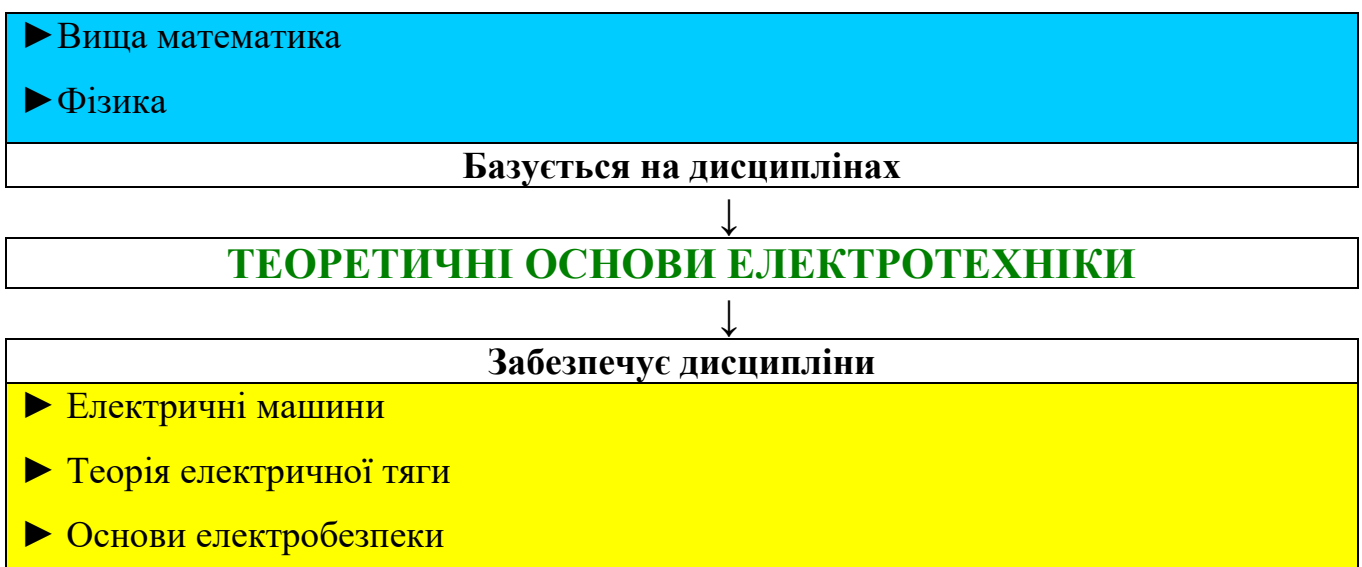 ►Вища математика
►Фізика
Базується на дисциплінах
↓
ТЕОРЕТИЧНІ ОСНОВИ ЕЛЕКТРОТЕХНІКИ
↓
Забезпечує дисципліни
► Електричні машини
► Теорія електричної тяги
► Основи електробезпеки